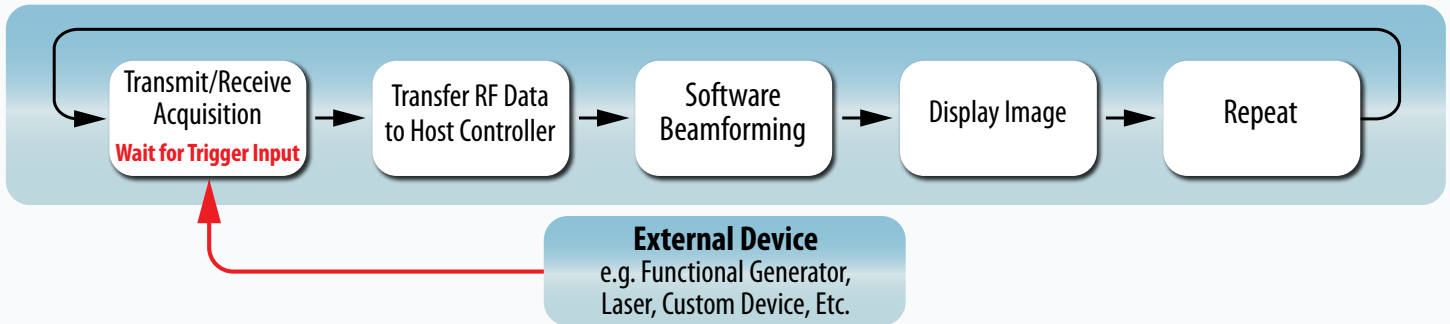 Transmit/Receive
Acquisition
Wait for Trigger Input
Transfer RF Data
to Host Controller
Software
Beamforming
Display Image
Repeat
External Device
e.g. Functional Generator,
Laser, Custom Device, Etc.